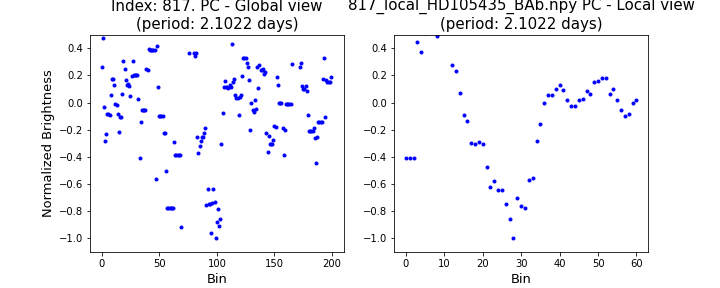 Index: 817. PC - Global view
(period: 2.1022 days)
817_local_HD105435_BAb.npy PC - Local view
(period: 2.1022 days)
Normalized Brightness
0.4
0.2
0.0
−0.2
−0.4
−0.6
−0.8
−1.0
0 50 100 150 200
Bin
0.4
0.2
0.0
−0.2
−0.4
−0.6
−0.8
−1.0
0 10 20 30 40 50 60
Bin